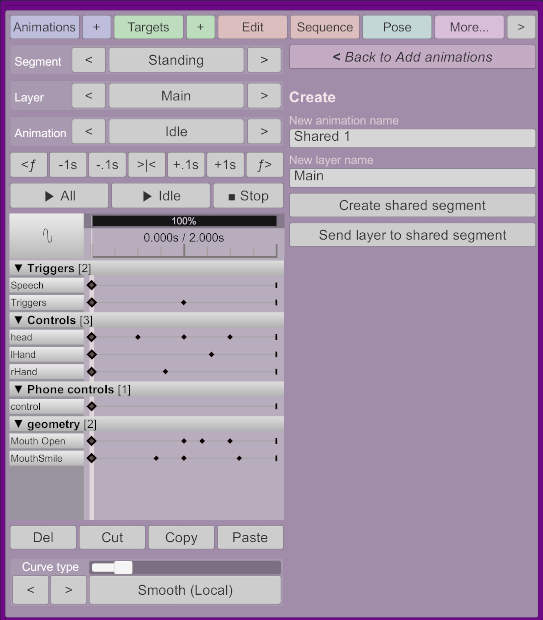 Animations + Targets + Edit Sequence Pose More... >
Segment < Standing >
< Back to Add animations
Layer < Main >
Create
Animation < Idle >
New animation name
Shared 1
<f -1s -.1s >|< +.1s +1s f>
New layer name
Main
▶ All ▶ Idle ■ Stop
Create shared segment
100%
Send layer to shared segment
0.000s / 2.000s
▼ Triggers [2]
Speech
Triggers
▼ Controls [3]
head
lHand
rHand
▼ Phone controls [1]
control
▼ geometry [2]
Mouth Open
MouthSmile
Del Cut Copy Paste
Curve type
< > Smooth (Local)